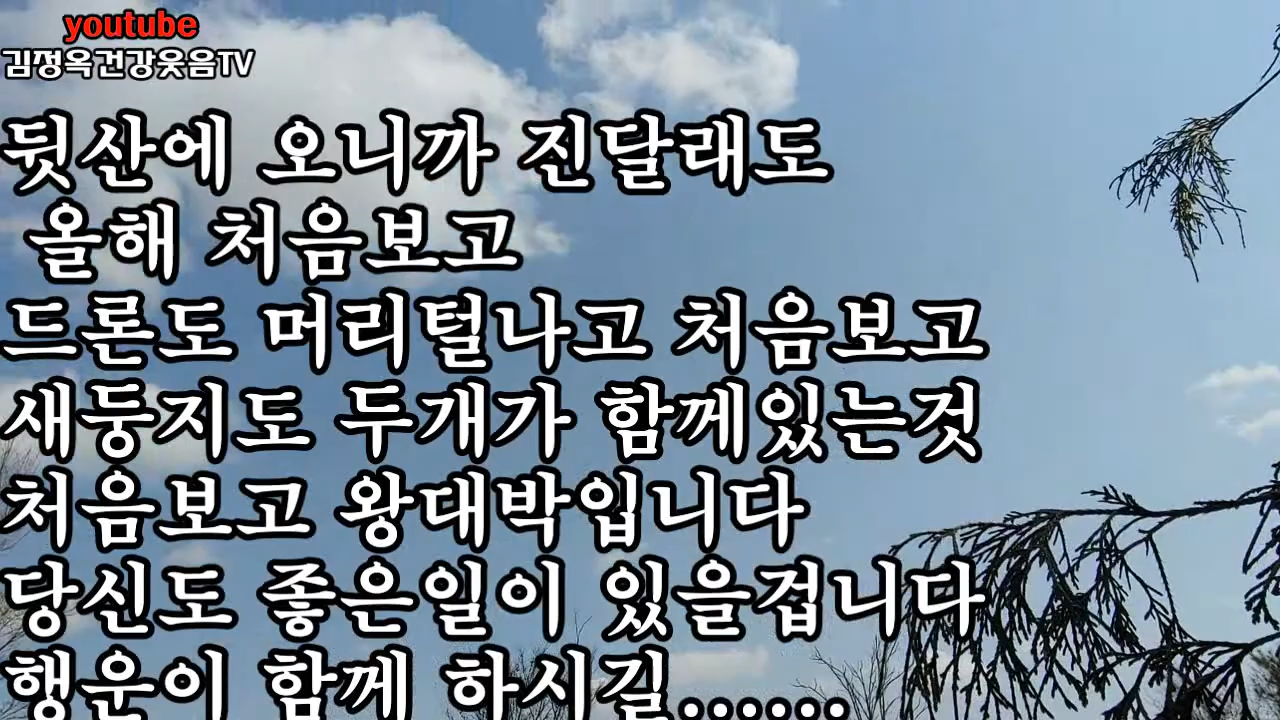 youtube
김정옥건강웃음TV
뒷산에 오니까 진달래도
올해 처음보고
드론도 머리털나고 처음보고
새둥지도 두개가 함께있는것
처음보고 왕대박입니다
당신도 좋은일이 있을겁니다
행운이 함께 하시길......